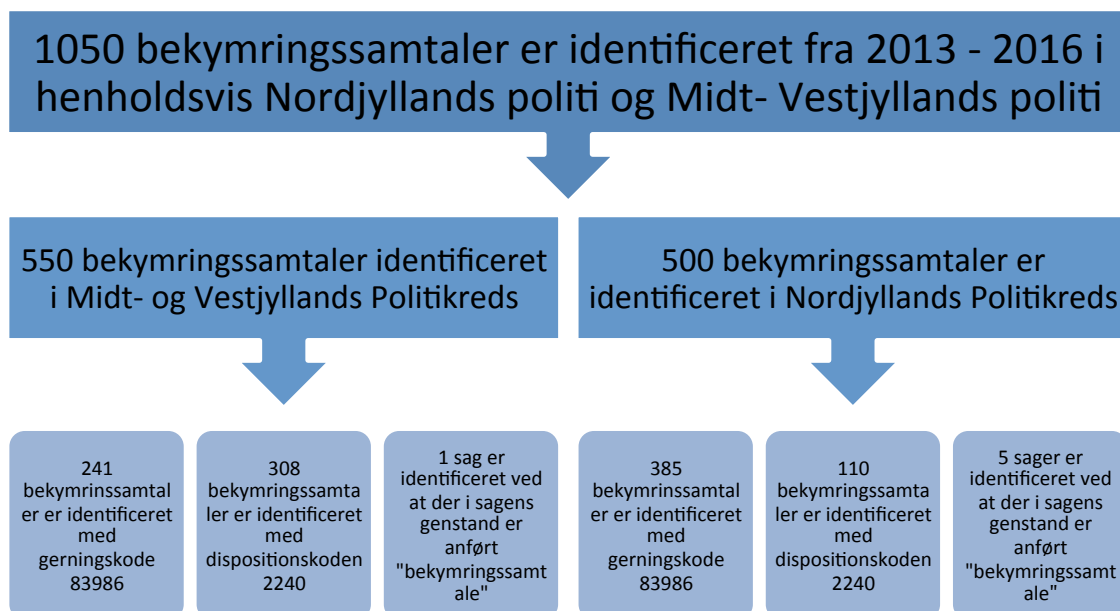 1050 bekymringssamtaler er identificeret fra 2013 - 2016 i
henholdsvis Nordjyllands politi og Midt- Vestjyllands politi
550 bekymringssamtaler identificeret
i Midt- og Vestjyllands Politikreds
500 bekymringssamtaler er
identificeret i Nordjyllands Politikreds
241
bekymrinssamtal
er er identificeret
med
gerningskode
83986
308
bekymringssamta
ler er identificeret
med
dispositionskoden
2240
1 sag er
identificeret ved
at der i sagens
genstand er
anført
"bekymringssamt
ale"
385
bekymrinssamtal
er er identificeret
med
gerningskode
83986
110
bekymringssamta
ler er identificeret
med
dispositionskoden
2240
5 sager er
identificeret ved
at der i sagens
genstand er
anført
"bekymringssamt
ale"